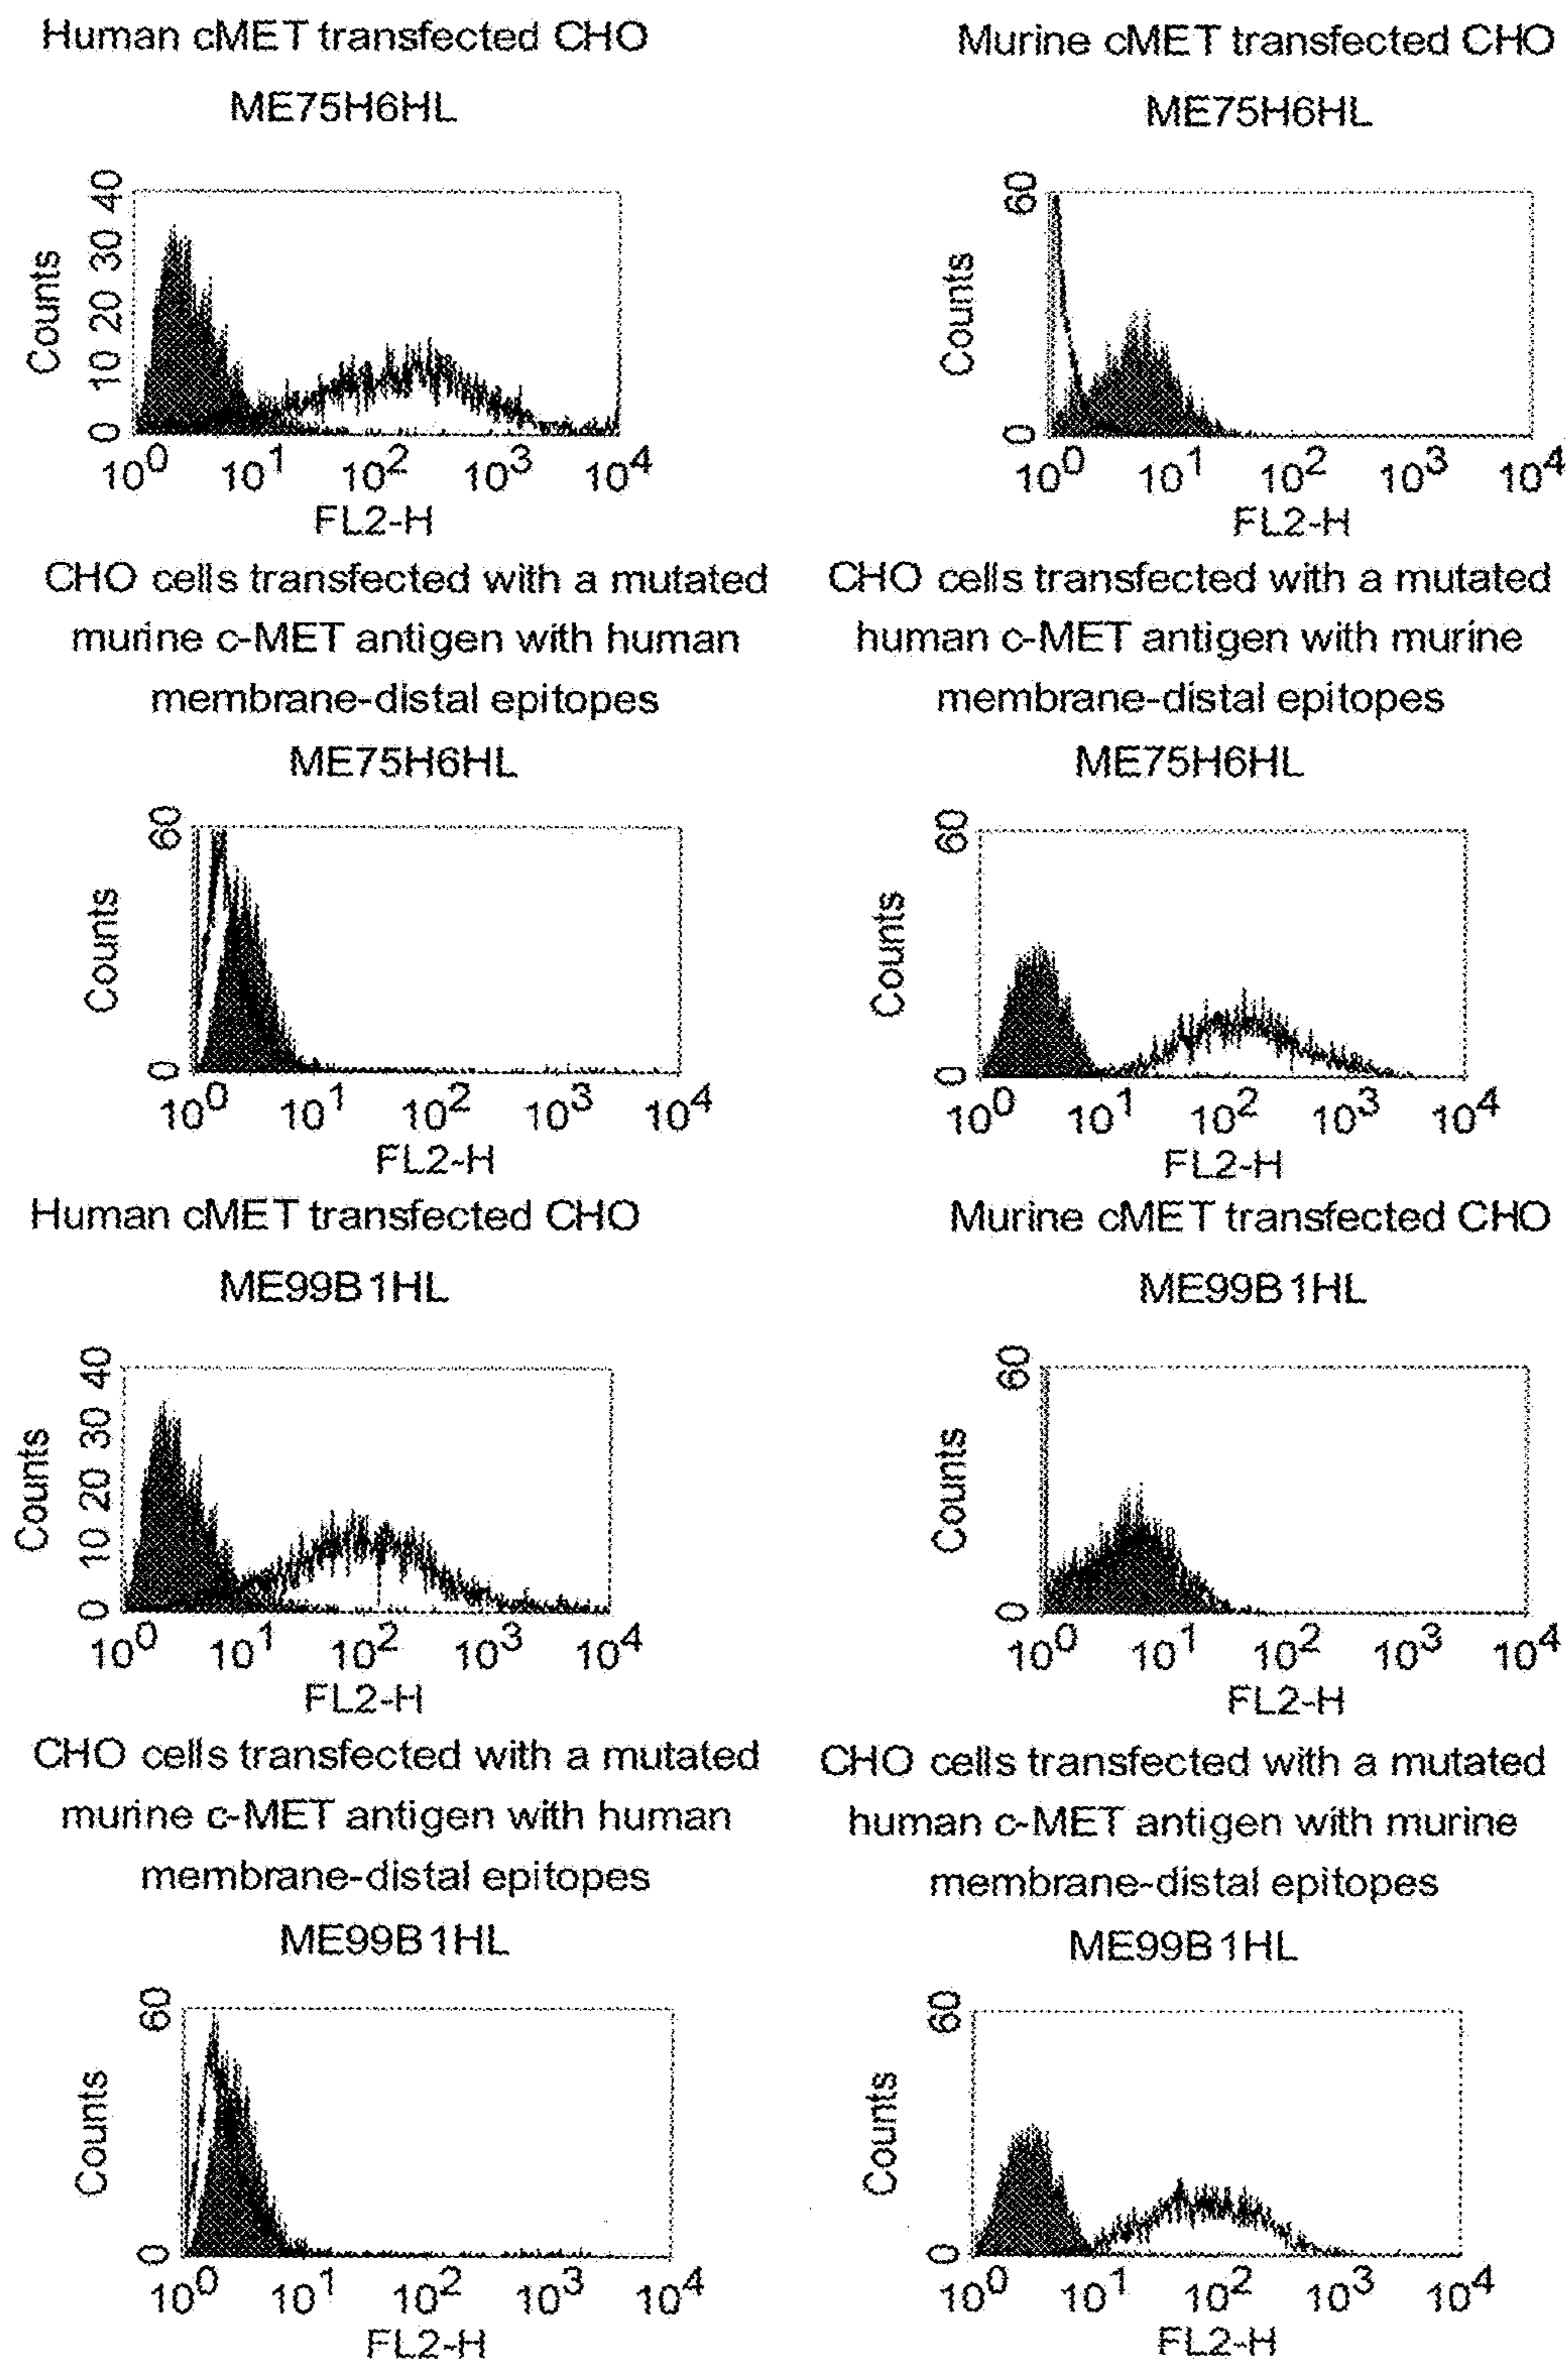 Human cMET transfected CHO
ME75H6HL
40
30
20
10
0
Counts
10^0 10^1 10^2 10^3 10^4
FL2-H
Murine cMET transfected CHO
ME75H6HL
60
0
Counts
10^0 10^1 10^2 10^3 10^4
FL2-H
CHO cells transfected with a mutated
murine c-MET antigen with human
membrane-distal epitopes
ME75H6HL
60
0
Counts
10^0 10^1 10^2 10^3 10^4
FL2-H
CHO cells transfected with a mutated
human c-MET antigen with murine
membrane-distal epitopes
ME75H6HL
60
0
Counts
10^0 10^1 10^2 10^3 10^4
FL2-H
Human cMET transfected CHO
ME99B1HL
40
30
20
10
0
Counts
10^0 10^1 10^2 10^3 10^4
FL2-H
Murine cMET transfected CHO
ME99B1HL
60
0
Counts
10^0 10^1 10^2 10^3 10^4
FL2-H
CHO cells transfected with a mutated
murine c-MET antigen with human
membrane-distal epitopes
ME99B1HL
60
0
Counts
10^0 10^1 10^2 10^3 10^4
FL2-H
CHO cells transfected with a mutated
human c-MET antigen with murine
membrane-distal epitopes
ME99B1HL
60
0
Counts
10^0 10^1 10^2 10^3 10^4
FL2-H